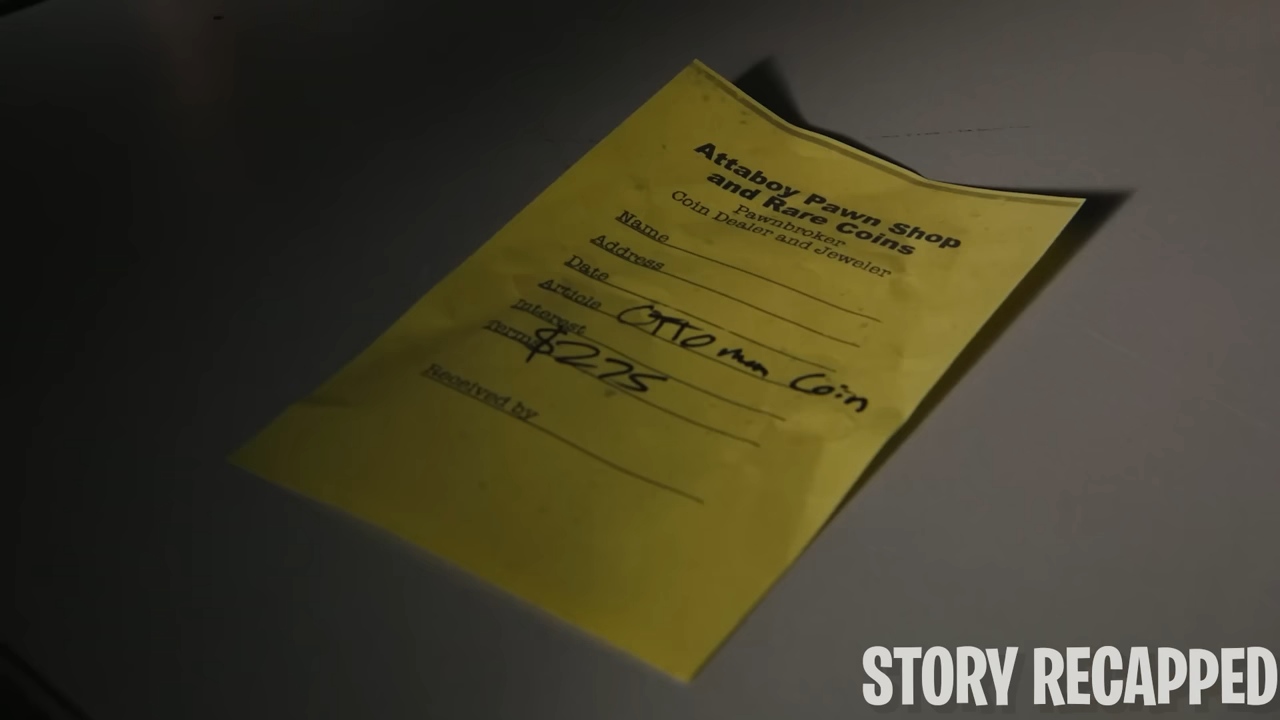 Attaboy Pawn Shop
and Rare Coins
Pawnbroker
Coin Dealer and Jeweler
Name
Address
Date
Article OTTOman Coin
Interest
Terms $225
Received by
STORY RECAPPED